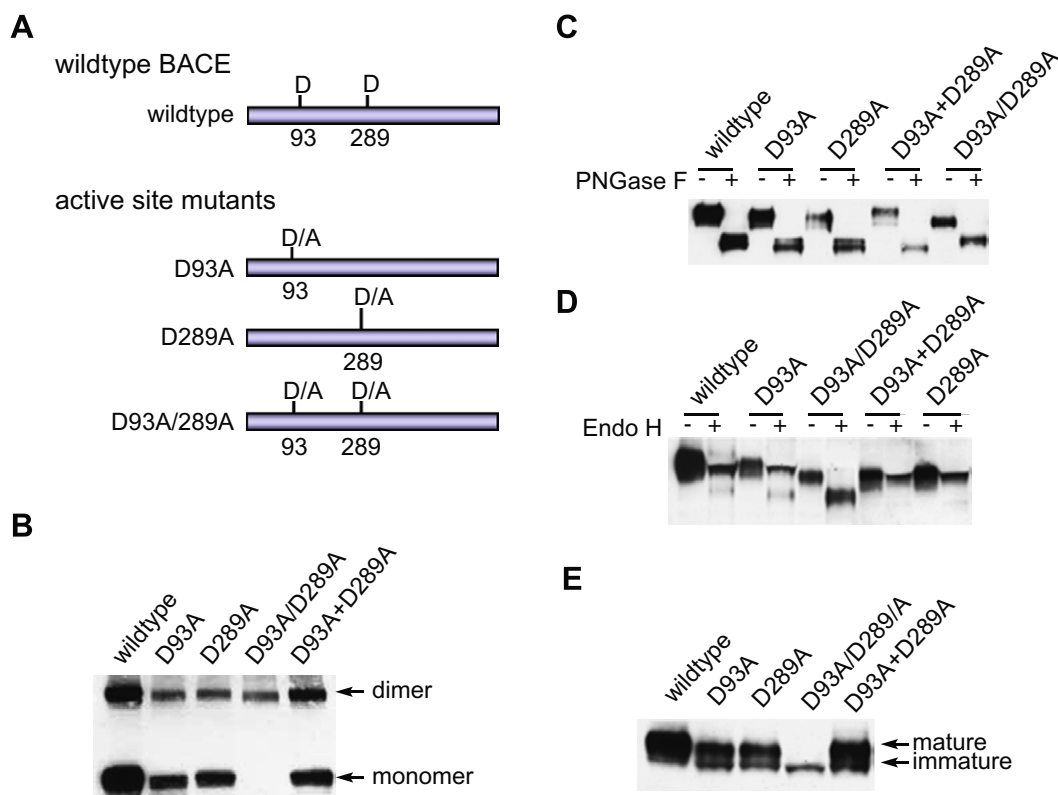 A
wildtype BACE
D D
wildtype
93 289
active site mutants
D/A
D93A
93
D/A
D289A
289
D/A D/A
D93A/289A
93 289
B
wildtype
D93A
D289A
D93A/D289A
D93A+D289A
dimer
monomer
C
wildtype
D93A
D289A
D93A+D289A
D93A/D289A
PNGase F - + - + - + - + - +
D
wildtype
D93A
D93A/D289A
D93A+D289A
D289A
Endo H - + - + - + - + - +
E
wildtype
D93A
D289A
D93A/D289/A
D93A+D289A
mature
immature